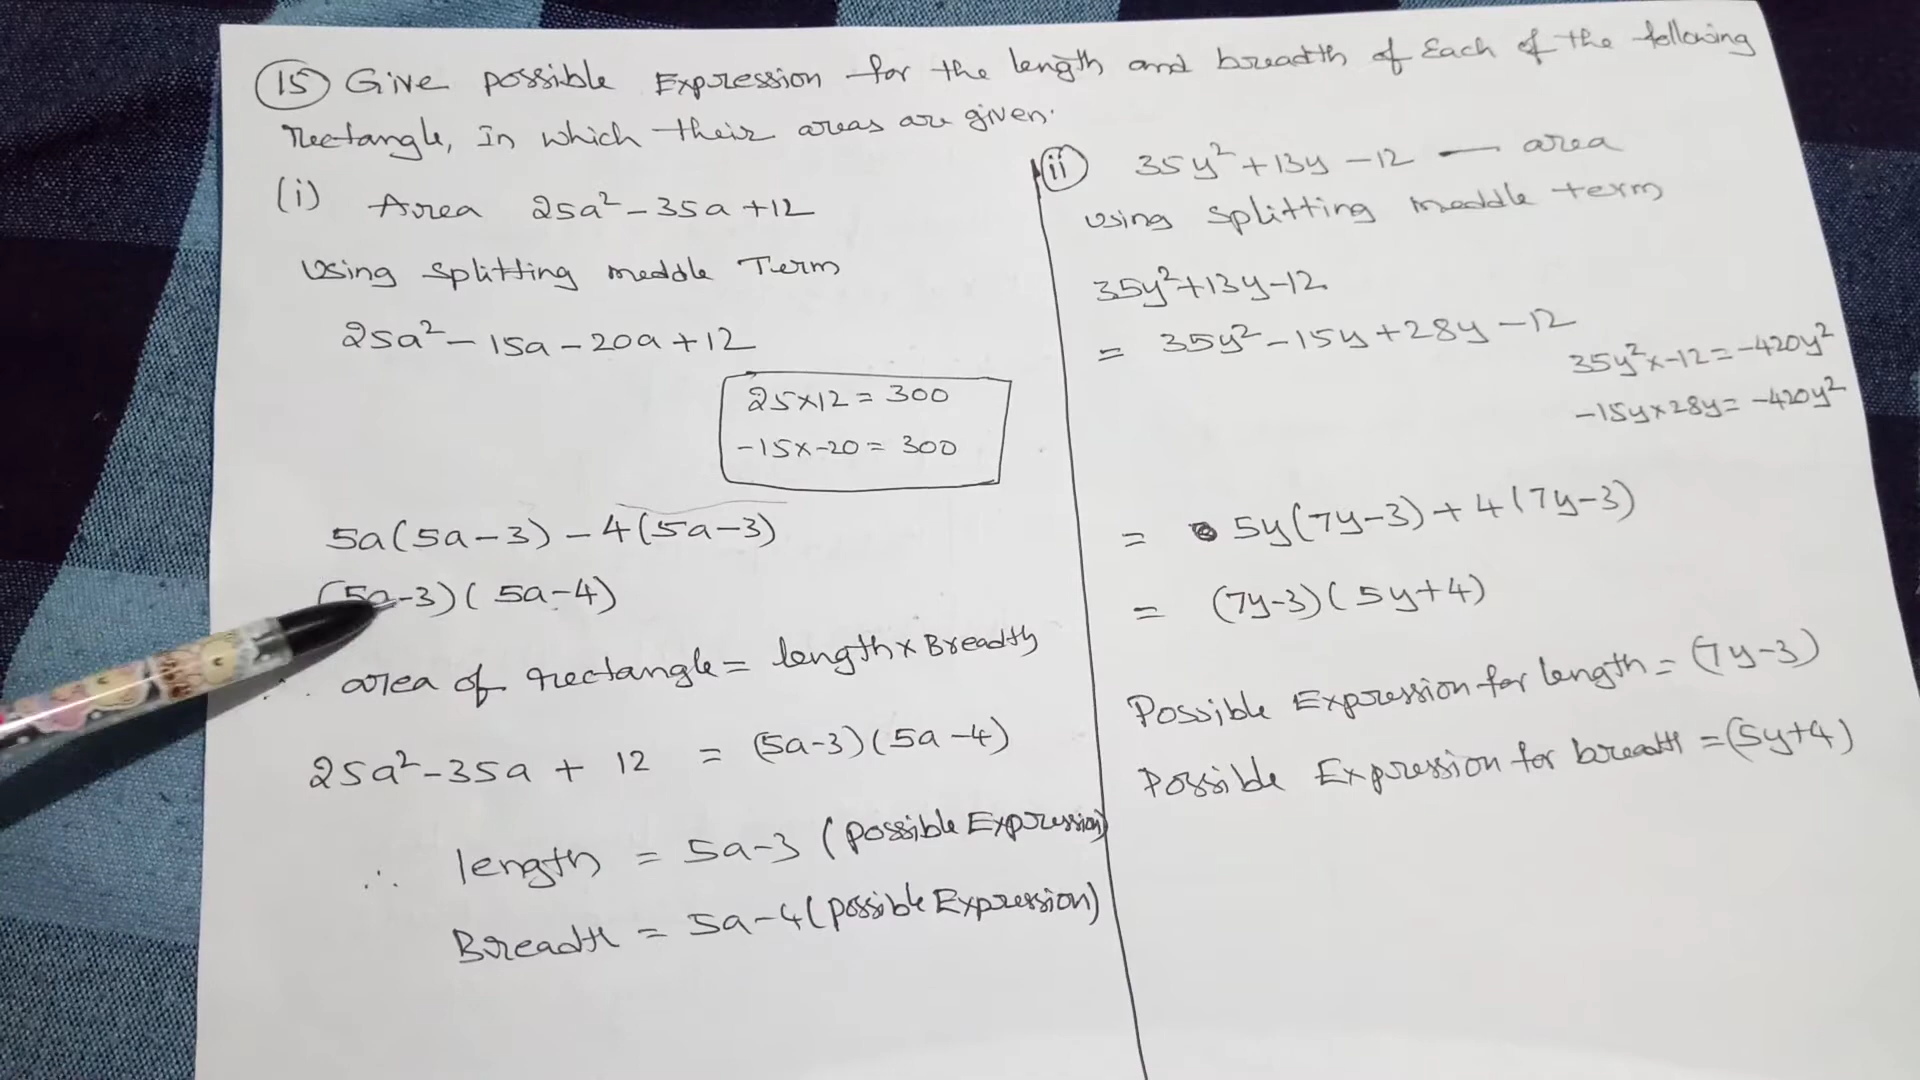 15 Give possible Expression for the length and breadth of Each of the following
rectangle, in which their areas are given.
(i) Area 25a² - 35a + 12
Using splitting meddle Term
25a² - 15a - 20a + 12
25×12 = 300
-15×-20 = 300
5a(5a-3) - 4(5a-3)
(5a-3)(5a-4)
∴ area of rectangle = length × Breadth
25a² - 35a + 12 = (5a-3)(5a-4)
∴ length = 5a-3 (possible Expression)
Breadth = 5a-4 (possible Expression)
ii 35y² + 13y - 12 — area
using splitting meddle term
35y² + 13y - 12
= 35y² - 15y + 28y - 12
35y² × -12 = -420y²
-15y × 28y = -420y²
= 5y(7y-3) + 4(7y-3)
= (7y-3)(5y+4)
Possible Expression for length = (7y-3)
Possible Expression for breadth = (5y+4)